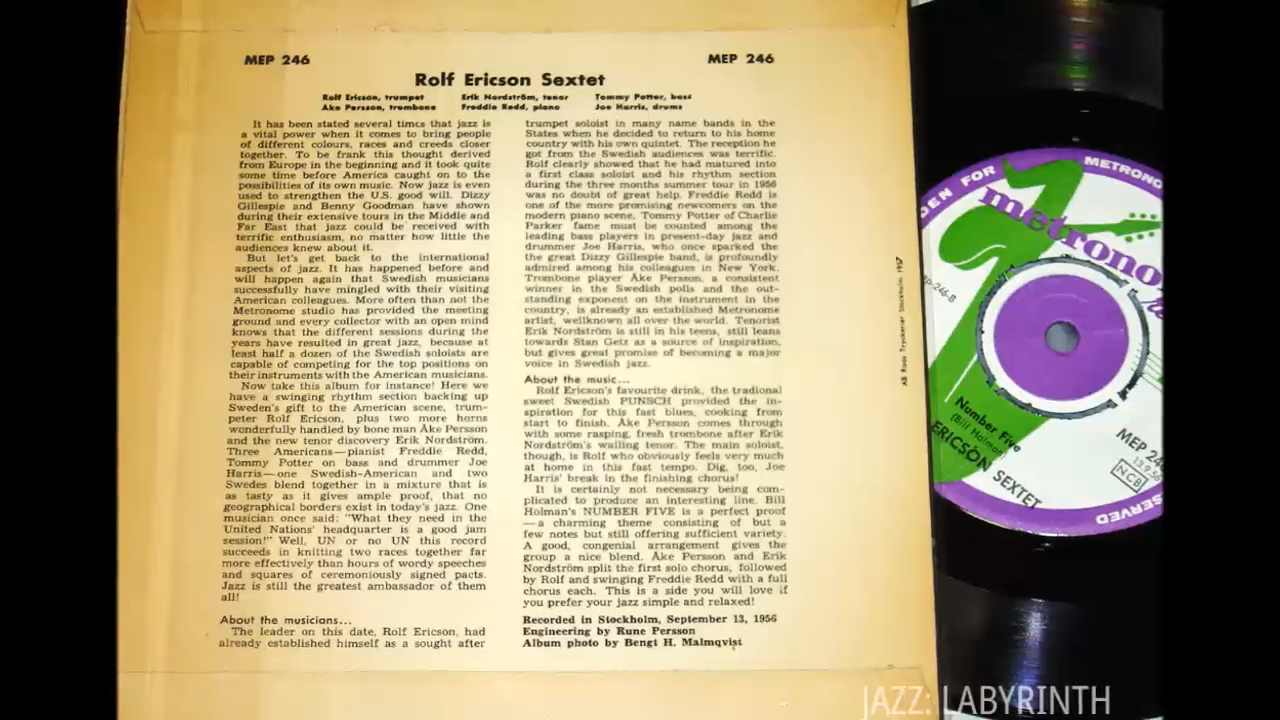 MEP 246
MEP 246
Rolf Ericson Sextet
Rolf Ericson, trumpet
Åke Persson, trombone
Erik Nordström, tenor
Freddie Redd, piano
Tommy Potter, bass
Joe Harris, drums
It has been stated several times that jazz is
a vital power when it comes to bring people
of different colours, races and creeds closer
together. To be frank this thought derived
from Europe in the beginning and it took quite
some time before America caught on to the
possibilities of its own music. Now jazz is even
used to strengthen the U.S. good will. Dizzy
Gillespie and Benny Goodman have shown
during their extensive tours in the Middle and
Far East that jazz could be received with
terrific enthusiasm, no matter how little the
audiences knew about it.
But let's get back to the international
aspects of jazz. It has happened before and
will happen again that Swedish musicians
successfully have mingled with their visiting
American colleagues. More often than not the
Metronome studio has provided the meeting
ground and every collector with an open mind
knows that the different sessions during the
years have resulted in great jazz, because at
least half a dozen of the Swedish soloists are
capable of competing for the top positions on
their instruments with the American musicians.
Now take this album for instance! Here we
have a swinging rhythm section backing up
Sweden's gift to the American scene, trum-
peter Rolf Ericson, plus two more horns
wonderfully handled by bone man Åke Persson
and the new tenor discovery Erik Nordström.
Three Americans—pianist Freddie Redd,
Tommy Potter on bass and drummer Joe
Harris—one Swedish-American and two
Swedes blend together in a mixture that is
as tasty as it gives ample proof, that no
geographical borders exist in today's jazz. One
musician once said: "What they need in the
United Nations' headquarter is a good jam
session!" Well, UN or no UN this record
succeeds in knitting two races together far
more effectively than hours of wordy speeches
and squares of ceremoniously signed pacts.
Jazz is still the greatest ambassador of them
all!
About the musicians...
The leader on this date, Rolf Ericson, had
already established himself as a sought after
trumpet soloist in many name bands in the
States when he decided to return to his home
country with his own quintet. The reception he
got from the Swedish audiences was terrific.
Rolf clearly showed that he had matured into
a first class soloist and his rhythm section
during the three months summer tour in 1956
was no doubt of great help. Freddie Redd is
one of the more promising newcomers on the
modern piano scene, Tommy Potter of Charlie
Parker fame must be counted among the
leading bass players in present-day jazz and
drummer Joe Harris, who once sparked the
the great Dizzy Gillespie band, is profoundly
admired among his colleagues in New York.
Trombone player Åke Persson, a consistent
winner in the Swedish polls and the out-
standing exponent on the instrument in the
country, is already an established Metronome
artist, wellknown all over the world. Tenorist
Erik Nordström is still in his teens, still leans
towards Stan Getz as a source of inspiration,
but gives great promise of becoming a major
voice in Swedish jazz.
About the music...
Rolf Ericson's favourite drink, the tradional
sweet Swedish PUNSCH provided the in-
spiration for this fast blues, cooking from
start to finish. Åke Persson comes through
with some rasping, fresh trombone after Erik
Nordström's wailing tenor. The main soloist,
though, is Rolf who obviously feels very much
at home in this fast tempo. Dig, too, Joe
Harris' break in the finishing chorus!
It is certainly not necessary being com-
plicated to produce an interesting line. Bill
Holman's NUMBER FIVE is a perfect proof
—a charming theme consisting of but a
few notes but still offering sufficient variety.
A good, congenial arrangement gives the
group a nice blend. Åke Persson and Erik
Nordström split the first solo chorus, followed
by Rolf and swinging Freddie Redd with a full
chorus each. This is a side you will love if
you prefer your jazz simple and relaxed!
Recorded in Stockholm, September 13, 1956
Engineering by Rune Persson
Album photo by Bengt H. Malmqvist
AB Ruos Tryckerier Stockholm 1957
DEN FOR METRONO
metrono
EP-246-B
Number Five
(Bill Holman)
ERICSON SEXTET
MEP 24
13.9.56
NCB
SERVED
JAZZ: LABYRINTH